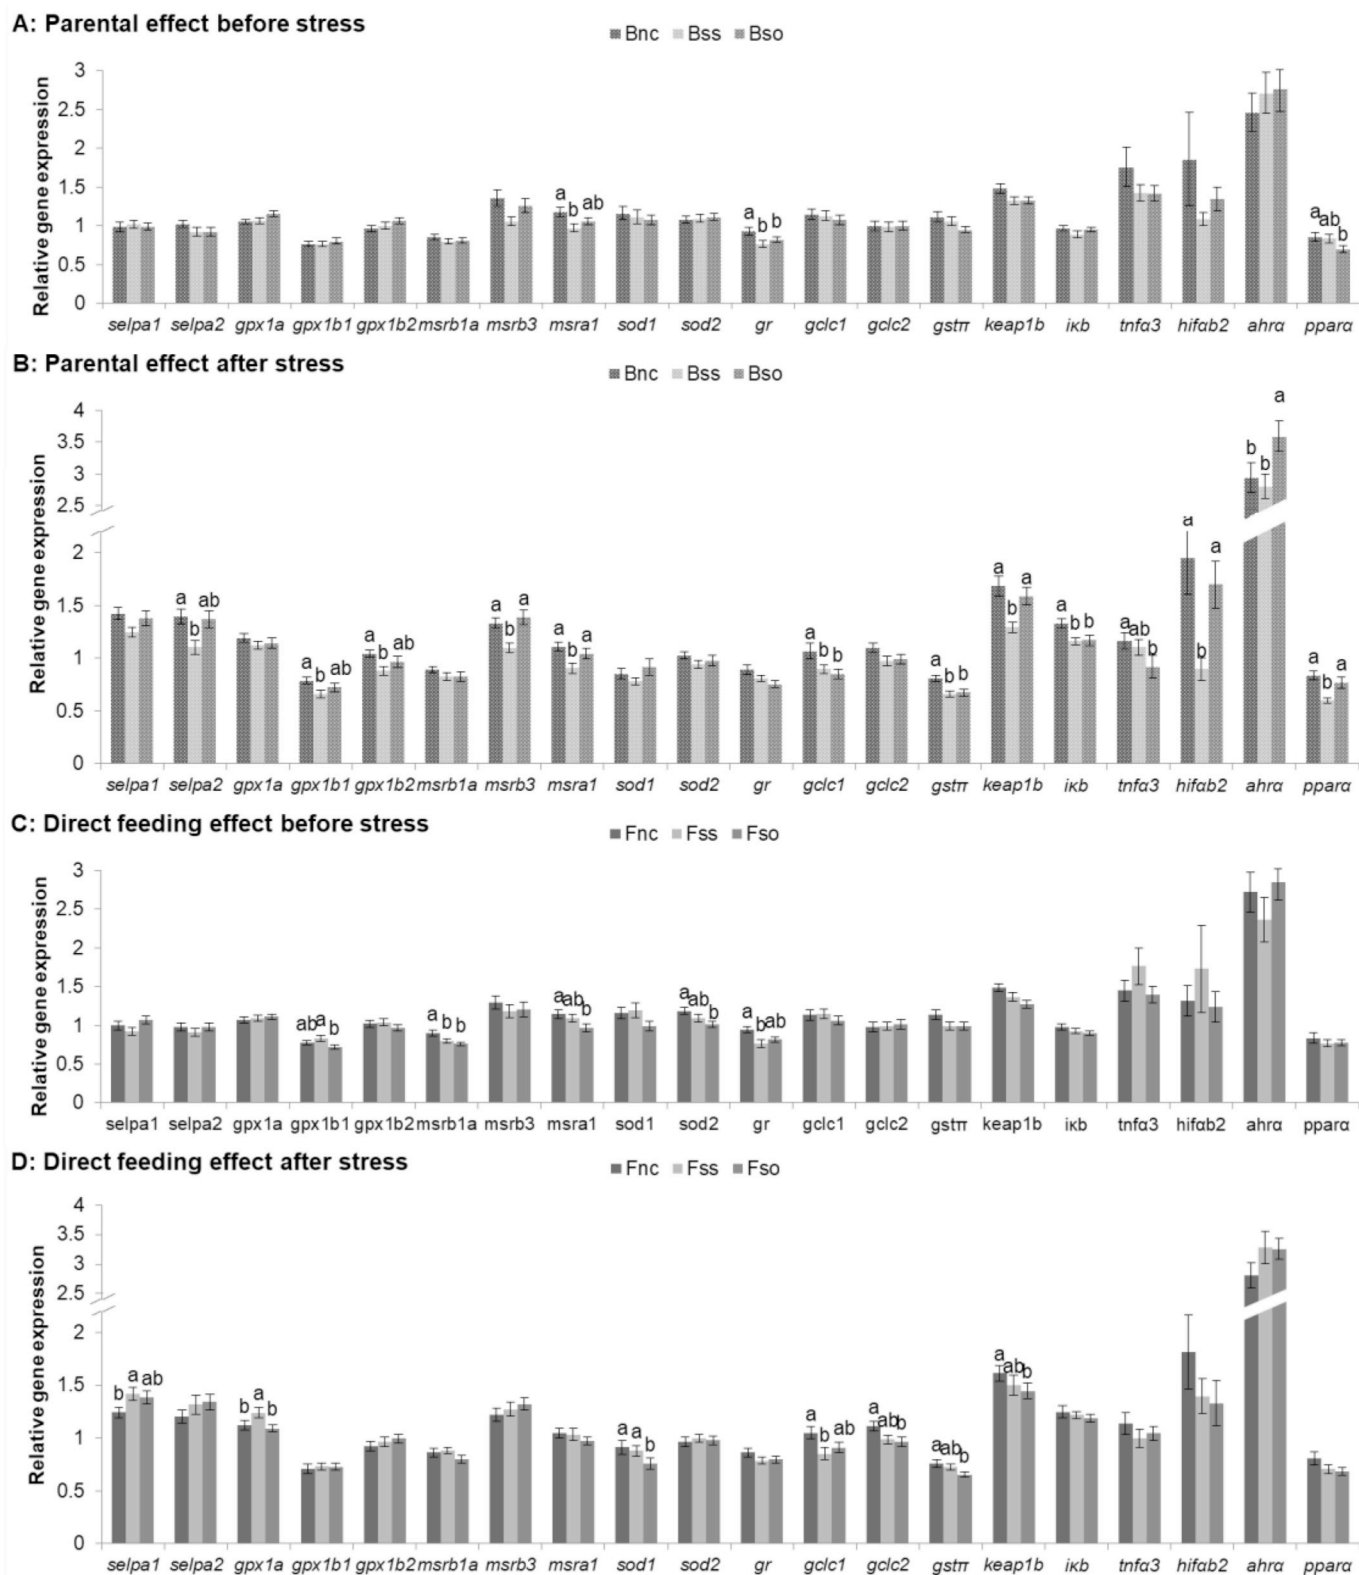 A: Parental effect before stress
Bnc Bss Bso
Relative gene expression
3
2.5
2
1.5
1
0.5
0
a b ab
a b b
a ab b
selpa1 selpa2 gpx1a gpx1b1 gpx1b2 msrb1a msrb3 msra1 sod1 sod2 gr gclc1 gclc2 gstπ keap1b iκb tnfα3 hifαb2 ahrα pparα
B: Parental effect after stress
Bnc Bss Bso
Relative gene expression
4
3.5
3
2.5
2
1.5
1
0.5
0
a b ab
a b ab
a b ab
a b a
a b a
a b b
a b b
a b a
a b b
a ab b
a b a
b b a
a b a
selpa1 selpa2 gpx1a gpx1b1 gpx1b2 msrb1a msrb3 msra1 sod1 sod2 gr gclc1 gclc2 gstπ keap1b iκb tnfα3 hifαb2 ahrα pparα
C: Direct feeding effect before stress
Fnc Fss Fso
Relative gene expression
3
2.5
2
1.5
1
0.5
0
ab a b
a b b
a ab b
a ab b
a b ab
selpa1 selpa2 gpx1a gpx1b1 gpx1b2 msrb1a msrb3 msra1 sod1 sod2 gr gclc1 gclc2 gstπ keap1b iκb tnfα3 hifαb2 ahrα pparα
D: Direct feeding effect after stress
Fnc Fss Fso
Relative gene expression
4
3.5
3
2.5
2
1.5
1
0.5
0
b a ab
b a b
a a b
a b ab
a ab b
a ab b
a ab b
selpa1 selpa2 gpx1a gpx1b1 gpx1b2 msrb1a msrb3 msra1 sod1 sod2 gr gclc1 gclc2 gstπ keap1b iκb tnfα3 hifαb2 ahrα pparα